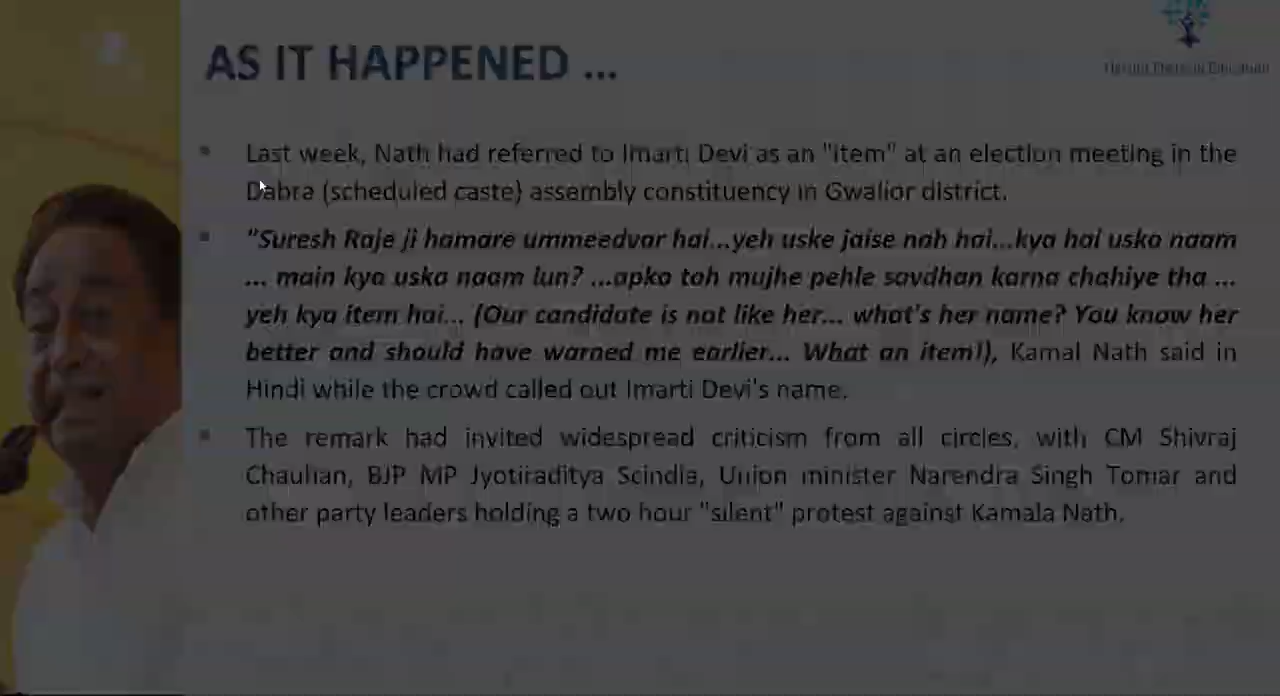 AS IT HAPPENED ...
Last week, Nath had referred to Imarti Devi as an "item" at an election meeting in the
Dabra (scheduled caste) assembly constituency in Gwalior district.
"Suresh Raje ji hamare ummeedvar hai...yeh uske jaise nah hai...kya hai uska naam
... main kya uska naam lun? ...apko toh mujhe pehle savdhan karna chahiye tha ...
yeh kya item hai... (Our candidate is not like her... what's her name? You know her
better and should have warned me earlier... What an item!), Kamal Nath said in
Hindi while the crowd called out Imarti Devi's name.
The remark had invited widespread criticism from all circles, with CM Shivraj
Chauhan, BJP MP Jyotiraditya Scindia, Union minister Narendra Singh Tomar and
other party leaders holding a two hour "silent" protest against Kamala Nath.